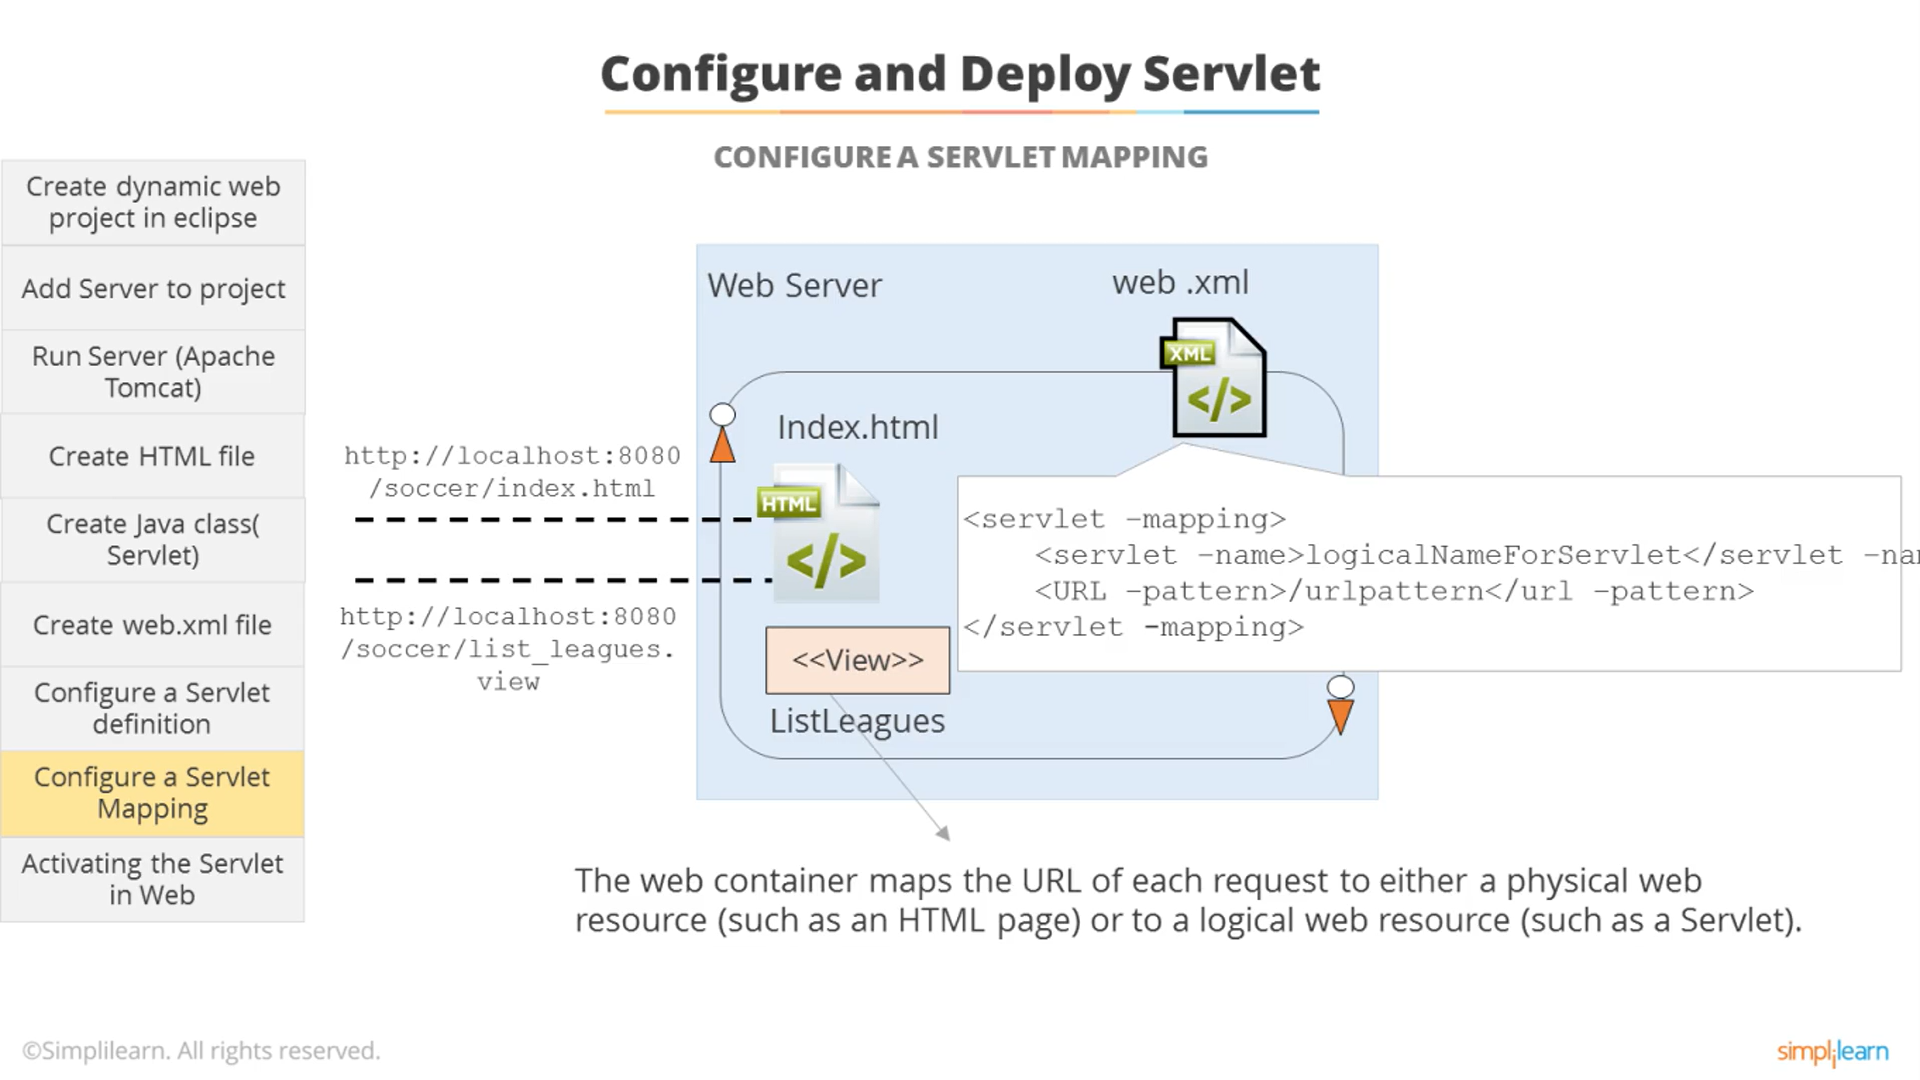 Configure and Deploy Servlet
CONFIGURE A SERVLET MAPPING
Create dynamic web
project in eclipse
Add Server to project
Run Server (Apache
Tomcat)
Create HTML file
Create Java class(
Servlet)
Create web.xml file
Configure a Servlet
definition
Configure a Servlet
Mapping
Activating the Servlet
in Web
http://localhost:8080
/soccer/index.html
http://localhost:8080
/soccer/list_leagues.
view
Web Server
web .xml
XML
</>
Index.html
HTML
</>
<<View>>
ListLeagues
<servlet –mapping>
<servlet –name>logicalNameForServlet</servlet –na
<URL –pattern>/urlpattern</url –pattern>
</servlet -mapping>
The web container maps the URL of each request to either a physical web
resource (such as an HTML page) or to a logical web resource (such as a Servlet).
©Simplilearn. All rights reserved.
simplilearn